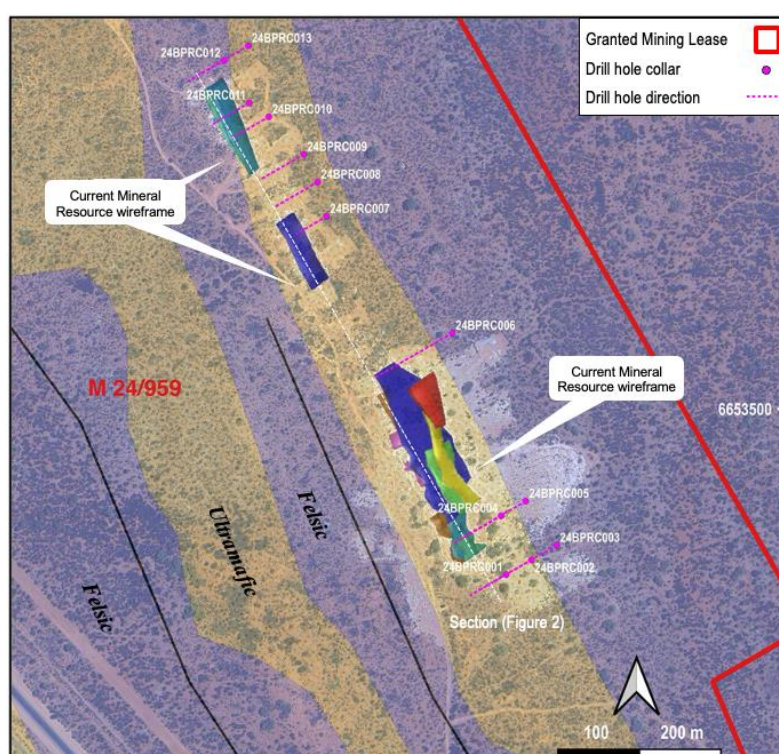 Granted Mining Lease
Drill hole collar
Drill hole direction
24BPRC013
24BPRC012
24BPRC011
24BPRC010
24BPRC009
24BPRC008
24BPRC007
Current Mineral
Resource wireframe
24BPRC006
Current Mineral
Resource wireframe
M 24/959
6653500
24BPRC005
24BPRC004
24BPRC003
24BPRC001
24BPRC002
Section (Figure 2)
Felsic
Ultramafic
Felsic
100
200 m